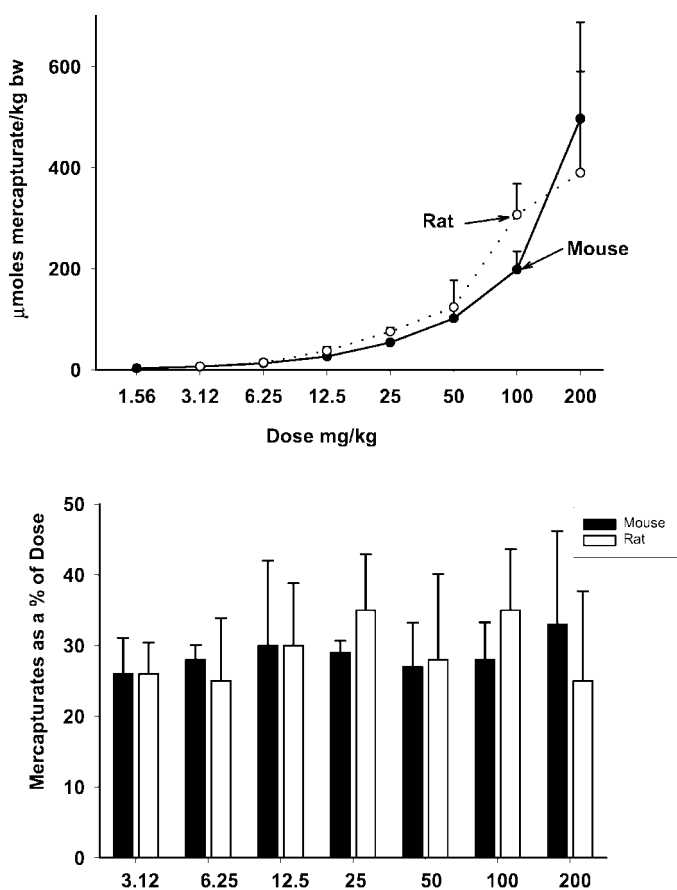 μmoles mercapturate/kg bw
600
400
200
0
Rat
Mouse
1.56 3.12 6.25 12.5 25 50 100 200
Dose mg/kg
Mercapturates as a % of Dose
50
40
30
20
10
0
Mouse
Rat
3.12 6.25 12.5 25 50 100 200